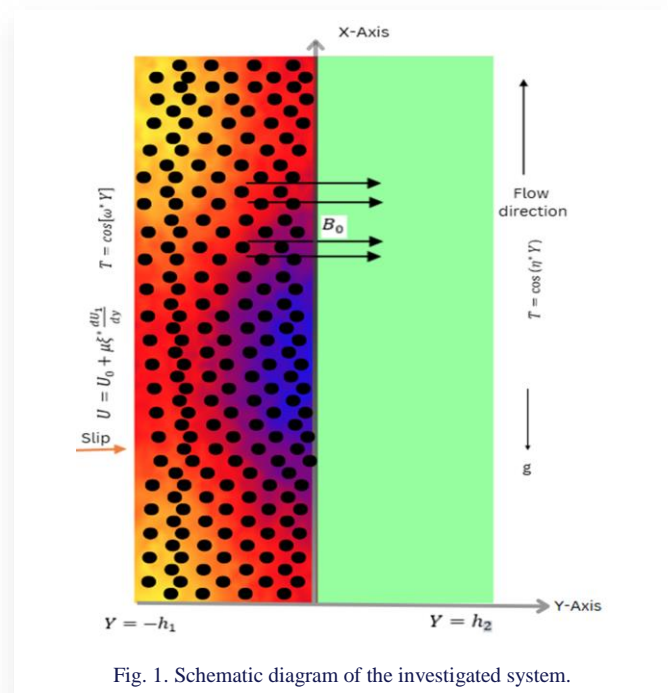 X-Axis
T = cos[ω* Y]
U = U₀ + μξ* dU₁/dy
Slip
B₀
Flow
direction
T = cos (η* Y)
g
Y-Axis
Y = −h₁
Y = h₂
Fig. 1. Schematic diagram of the investigated system.